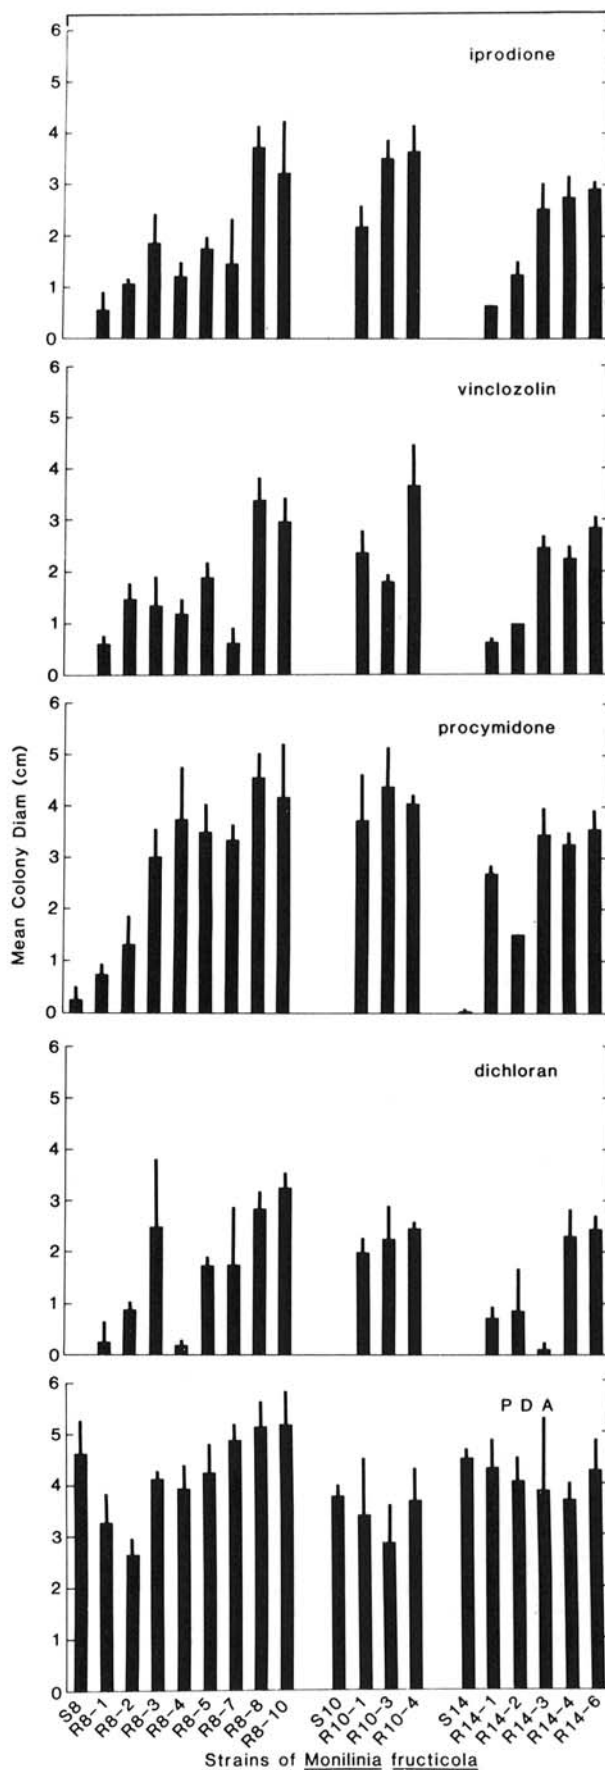 6
5
4
3
2
1
0
iprodione
6
5
4
3
2
1
0
vinclozolin
6
5
4
3
2
1
0
procymidone
6
5
4
3
2
1
0
dichloran
6
5
4
3
2
1
0
PDA
Mean Colony Diam (cm)
S8
R8-1
R8-2
R8-3
R8-4
R8-5
R8-7
R8-8
R8-10
S10
R10-1
R10-3
R10-4
S14
R14-1
R14-2
R14-3
R14-4
R14-6
Strains of Monilinia fructicola